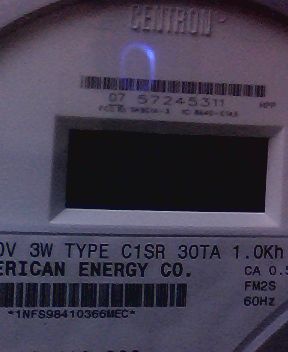 CENTRON
07 57245311 HPP
0V 3W TYPE C1SR 30TA 1.0Kh
ERICAN ENERGY CO.
CA 0.5
FM2S
*1NFS98410366MEC*
60Hz